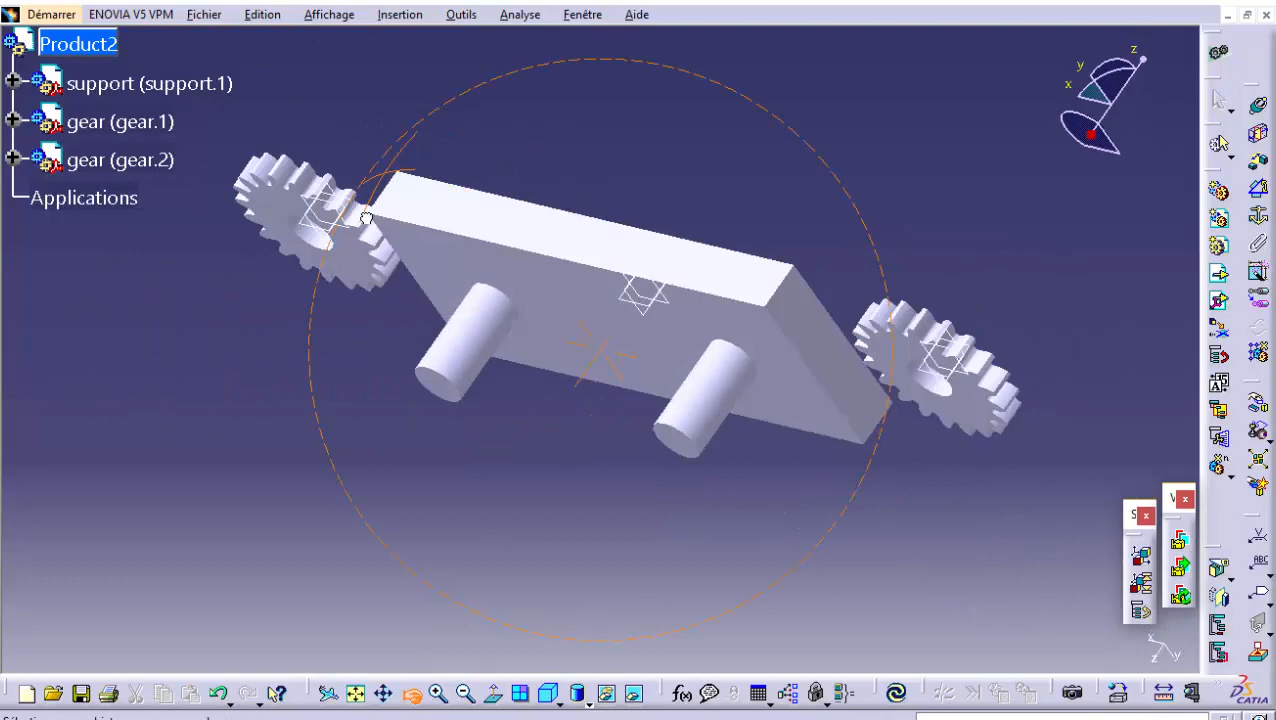 Démarrer ENOVIA V5 VPM Fichier Edition Affichage Insertion Outils Analyse Fenêtre Aide
Product2
support (support.1)
gear (gear.1)
gear (gear.2)
Applications
z
y
x
S
V
ABC
x
y
z
f(x)
CATIA